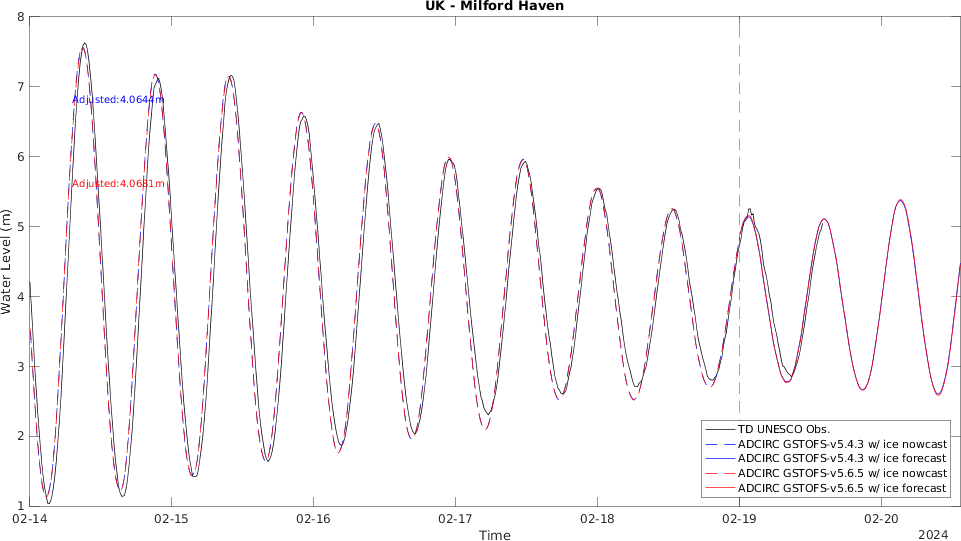 UK - Milford Haven
8
7
6
5
4
3
2
1
Water Level (m)
Adjusted:4.0644m
Adjusted:4.0631m
TD UNESCO Obs.
ADCIRC GSTOFS-v5.4.3 w/ ice nowcast
ADCIRC GSTOFS-v5.4.3 w/ ice forecast
ADCIRC GSTOFS-v5.6.5 w/ ice nowcast
ADCIRC GSTOFS-v5.6.5 w/ ice forecast
02-14 02-15 02-16 02-17 02-18 02-19 02-20
Time
2024